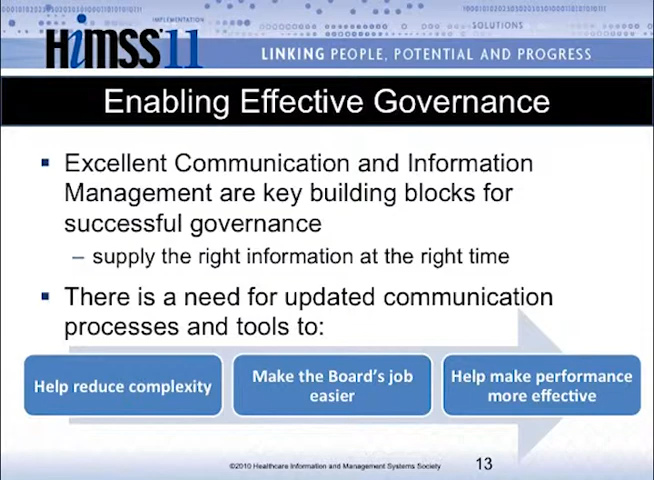 IMPLEMENTATION
SOLUTIONS
HiMSS 11
LINKING PEOPLE, POTENTIAL AND PROGRESS
Enabling Effective Governance
▪ Excellent Communication and Information
Management are key building blocks for
successful governance
– supply the right information at the right time
▪ There is a need for updated communication
processes and tools to:
Help reduce complexity
Make the Board's job
easier
Help make performance
more effective
©2010 Healthcare Information and Management Systems Society
13